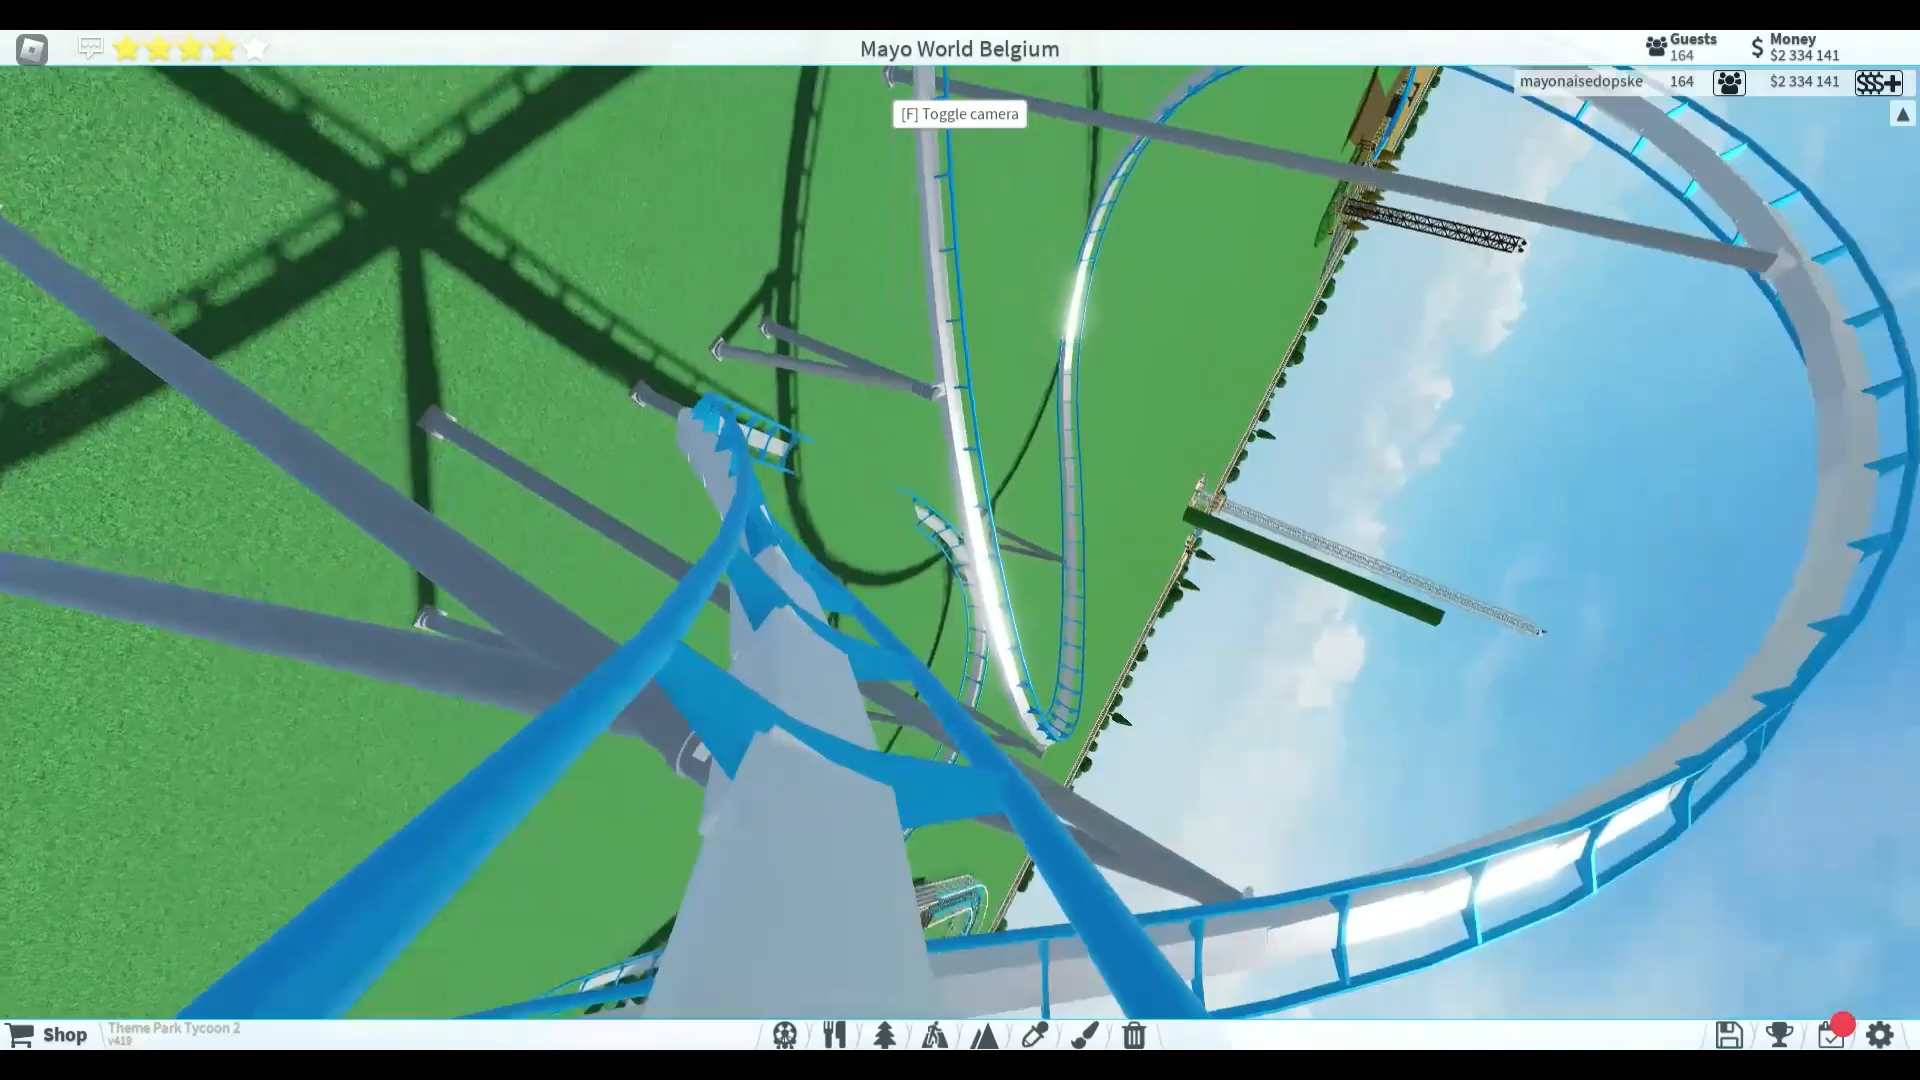 Mayo World Belgium
Guests
164
$ Money
$2 334 141
mayonaisedopske 164 $2 334 141 $$$+
[F] Toggle camera
Shop
Theme Park Tycoon 2
v419